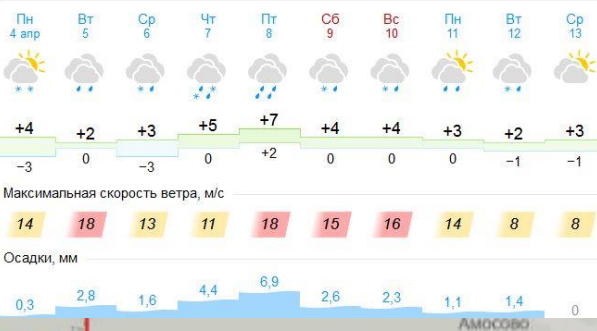 Пн Вт Ср Чт Пт Сб Вс Пн Вт Ср
4 апр 5 6 7 8 9 10 11 12 13
+4 +2 +3 +5 +7 +4 +4 +3 +2 +3
−3 0 −3 0 +2 0 0 0 −1 −1
Максимальная скорость ветра, м/с
14 18 13 11 18 15 16 14 8 8
Осадки, мм
0,3 2,8 1,6 4,4 6,9 2,6 2,3 1,1 1,4 0
Амосово